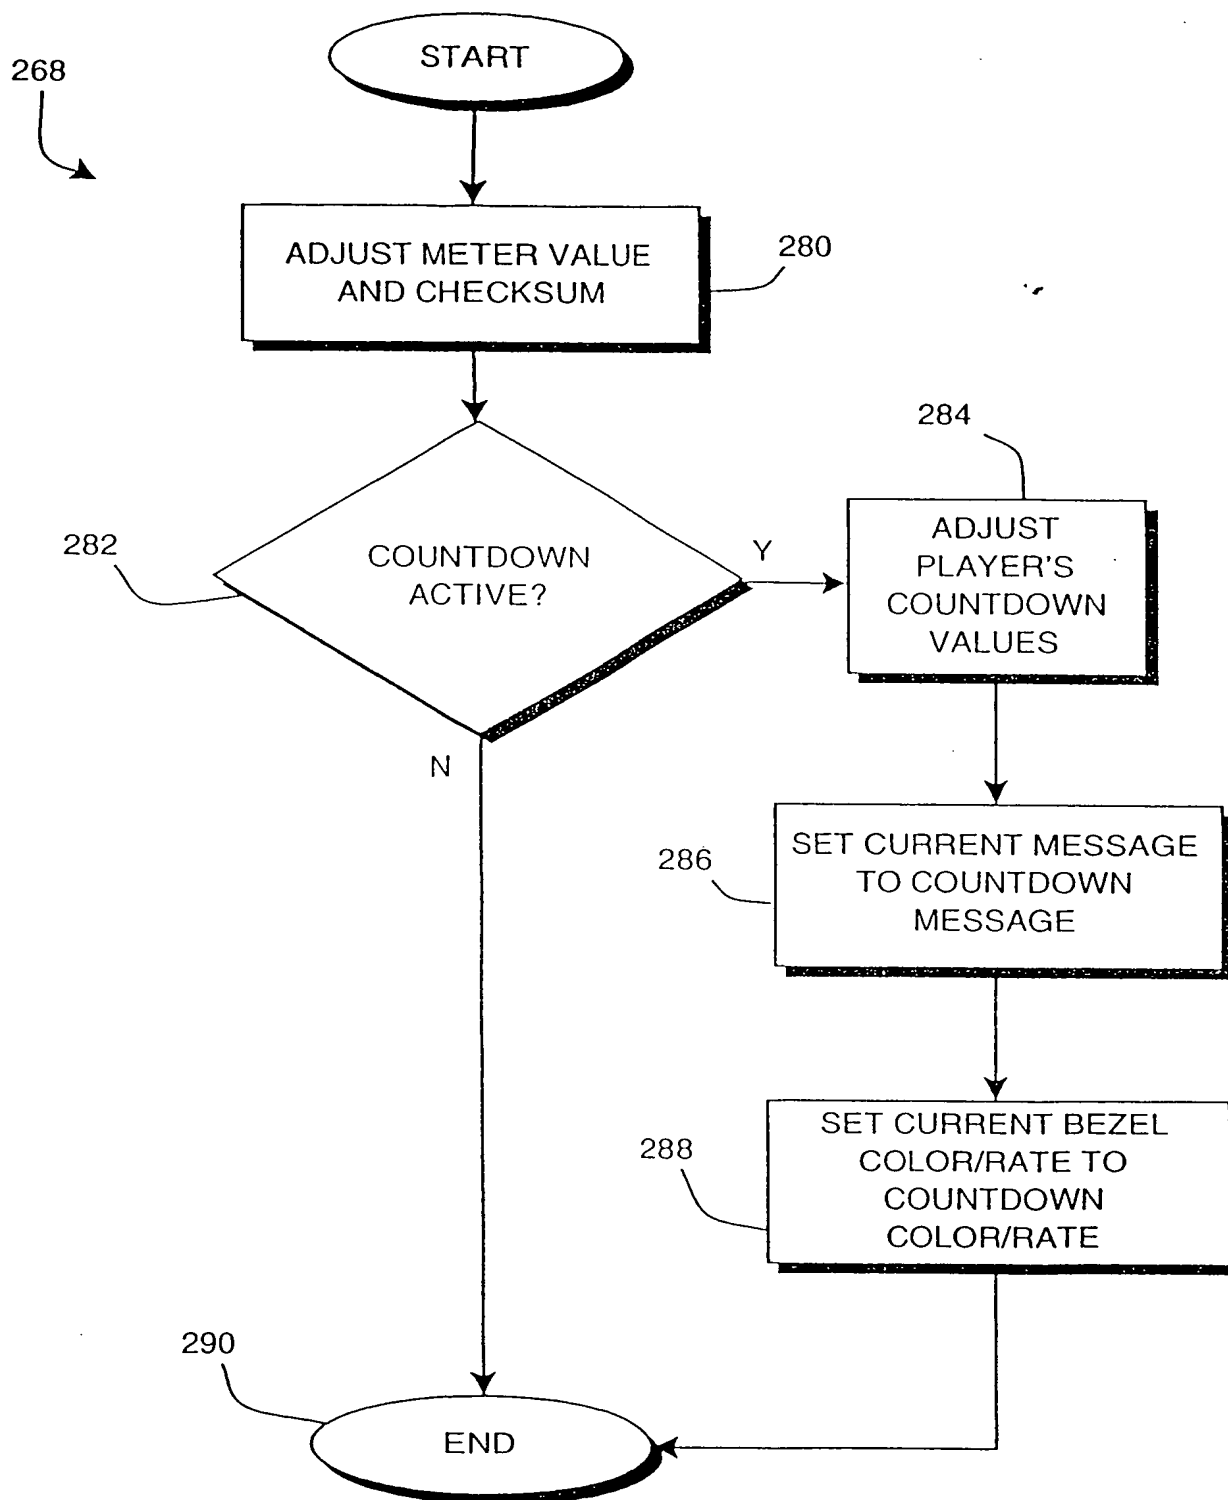 START
268
ADJUST METER VALUE
AND CHECKSUM
280
284
ADJUST
PLAYER'S
COUNTDOWN
VALUES
282
COUNTDOWN
ACTIVE?
Y
N
286
SET CURRENT MESSAGE
TO COUNTDOWN
MESSAGE
288
SET CURRENT BEZEL
COLOR/RATE TO
COUNTDOWN
COLOR/RATE
290
END